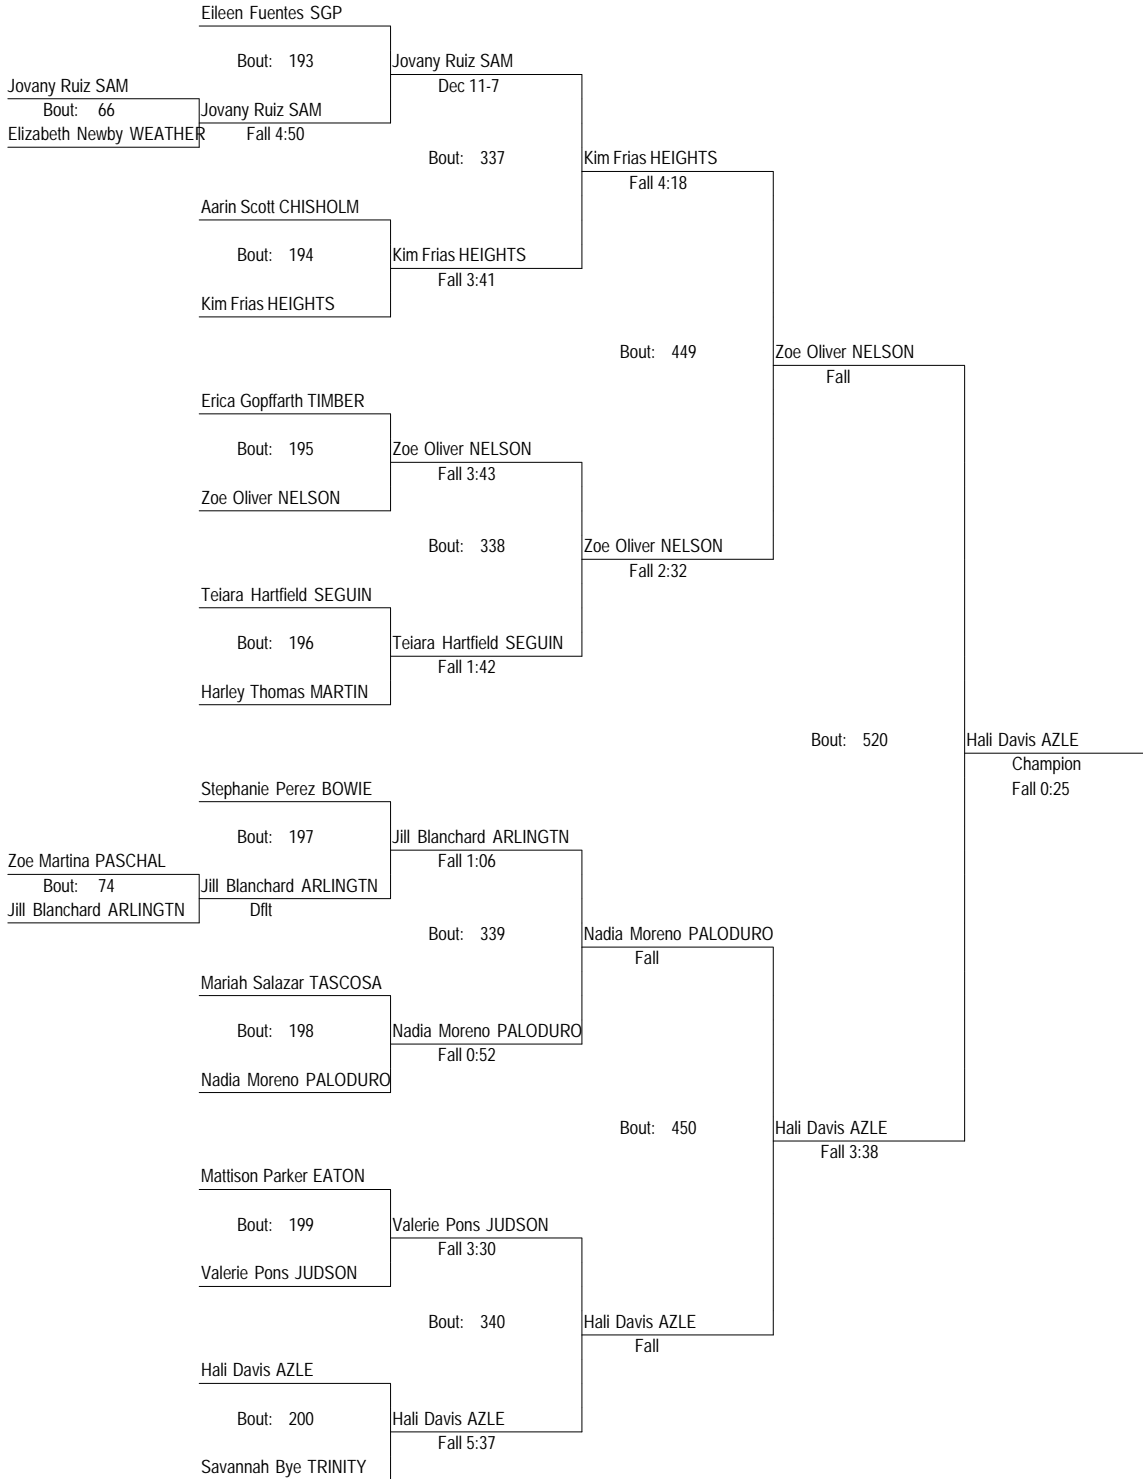 Eileen Fuentes SGP
Bout: 193
Jovany Ruiz SAM
Dec 11-7
Jovany Ruiz SAM
Bout: 66
Elizabeth Newby WEATHER
Jovany Ruiz SAM
Fall 4:50
Bout: 337
Kim Frias HEIGHTS
Fall 4:18
Aarin Scott CHISHOLM
Bout: 194
Kim Frias HEIGHTS
Fall 3:41
Kim Frias HEIGHTS
Bout: 449
Zoe Oliver NELSON
Fall
Erica Gopffarth TIMBER
Bout: 195
Zoe Oliver NELSON
Fall 3:43
Zoe Oliver NELSON
Bout: 338
Zoe Oliver NELSON
Fall 2:32
Teiara Hartfield SEGUIN
Bout: 196
Teiara Hartfield SEGUIN
Fall 1:42
Harley Thomas MARTIN
Bout: 520
Hali Davis AZLE
Champion
Fall 0:25
Stephanie Perez BOWIE
Bout: 197
Jill Blanchard ARLINGTN
Fall 1:06
Zoe Martina PASCHAL
Bout: 74
Jill Blanchard ARLINGTN
Jill Blanchard ARLINGTN
Dflt
Bout: 339
Nadia Moreno PALODURO
Fall
Mariah Salazar TASCOSA
Bout: 198
Nadia Moreno PALODURO
Fall 0:52
Nadia Moreno PALODURO
Bout: 450
Hali Davis AZLE
Fall 3:38
Mattison Parker EATON
Bout: 199
Valerie Pons JUDSON
Fall 3:30
Valerie Pons JUDSON
Bout: 340
Hali Davis AZLE
Fall
Hali Davis AZLE
Bout: 200
Hali Davis AZLE
Fall 5:37
Savannah Bye TRINITY